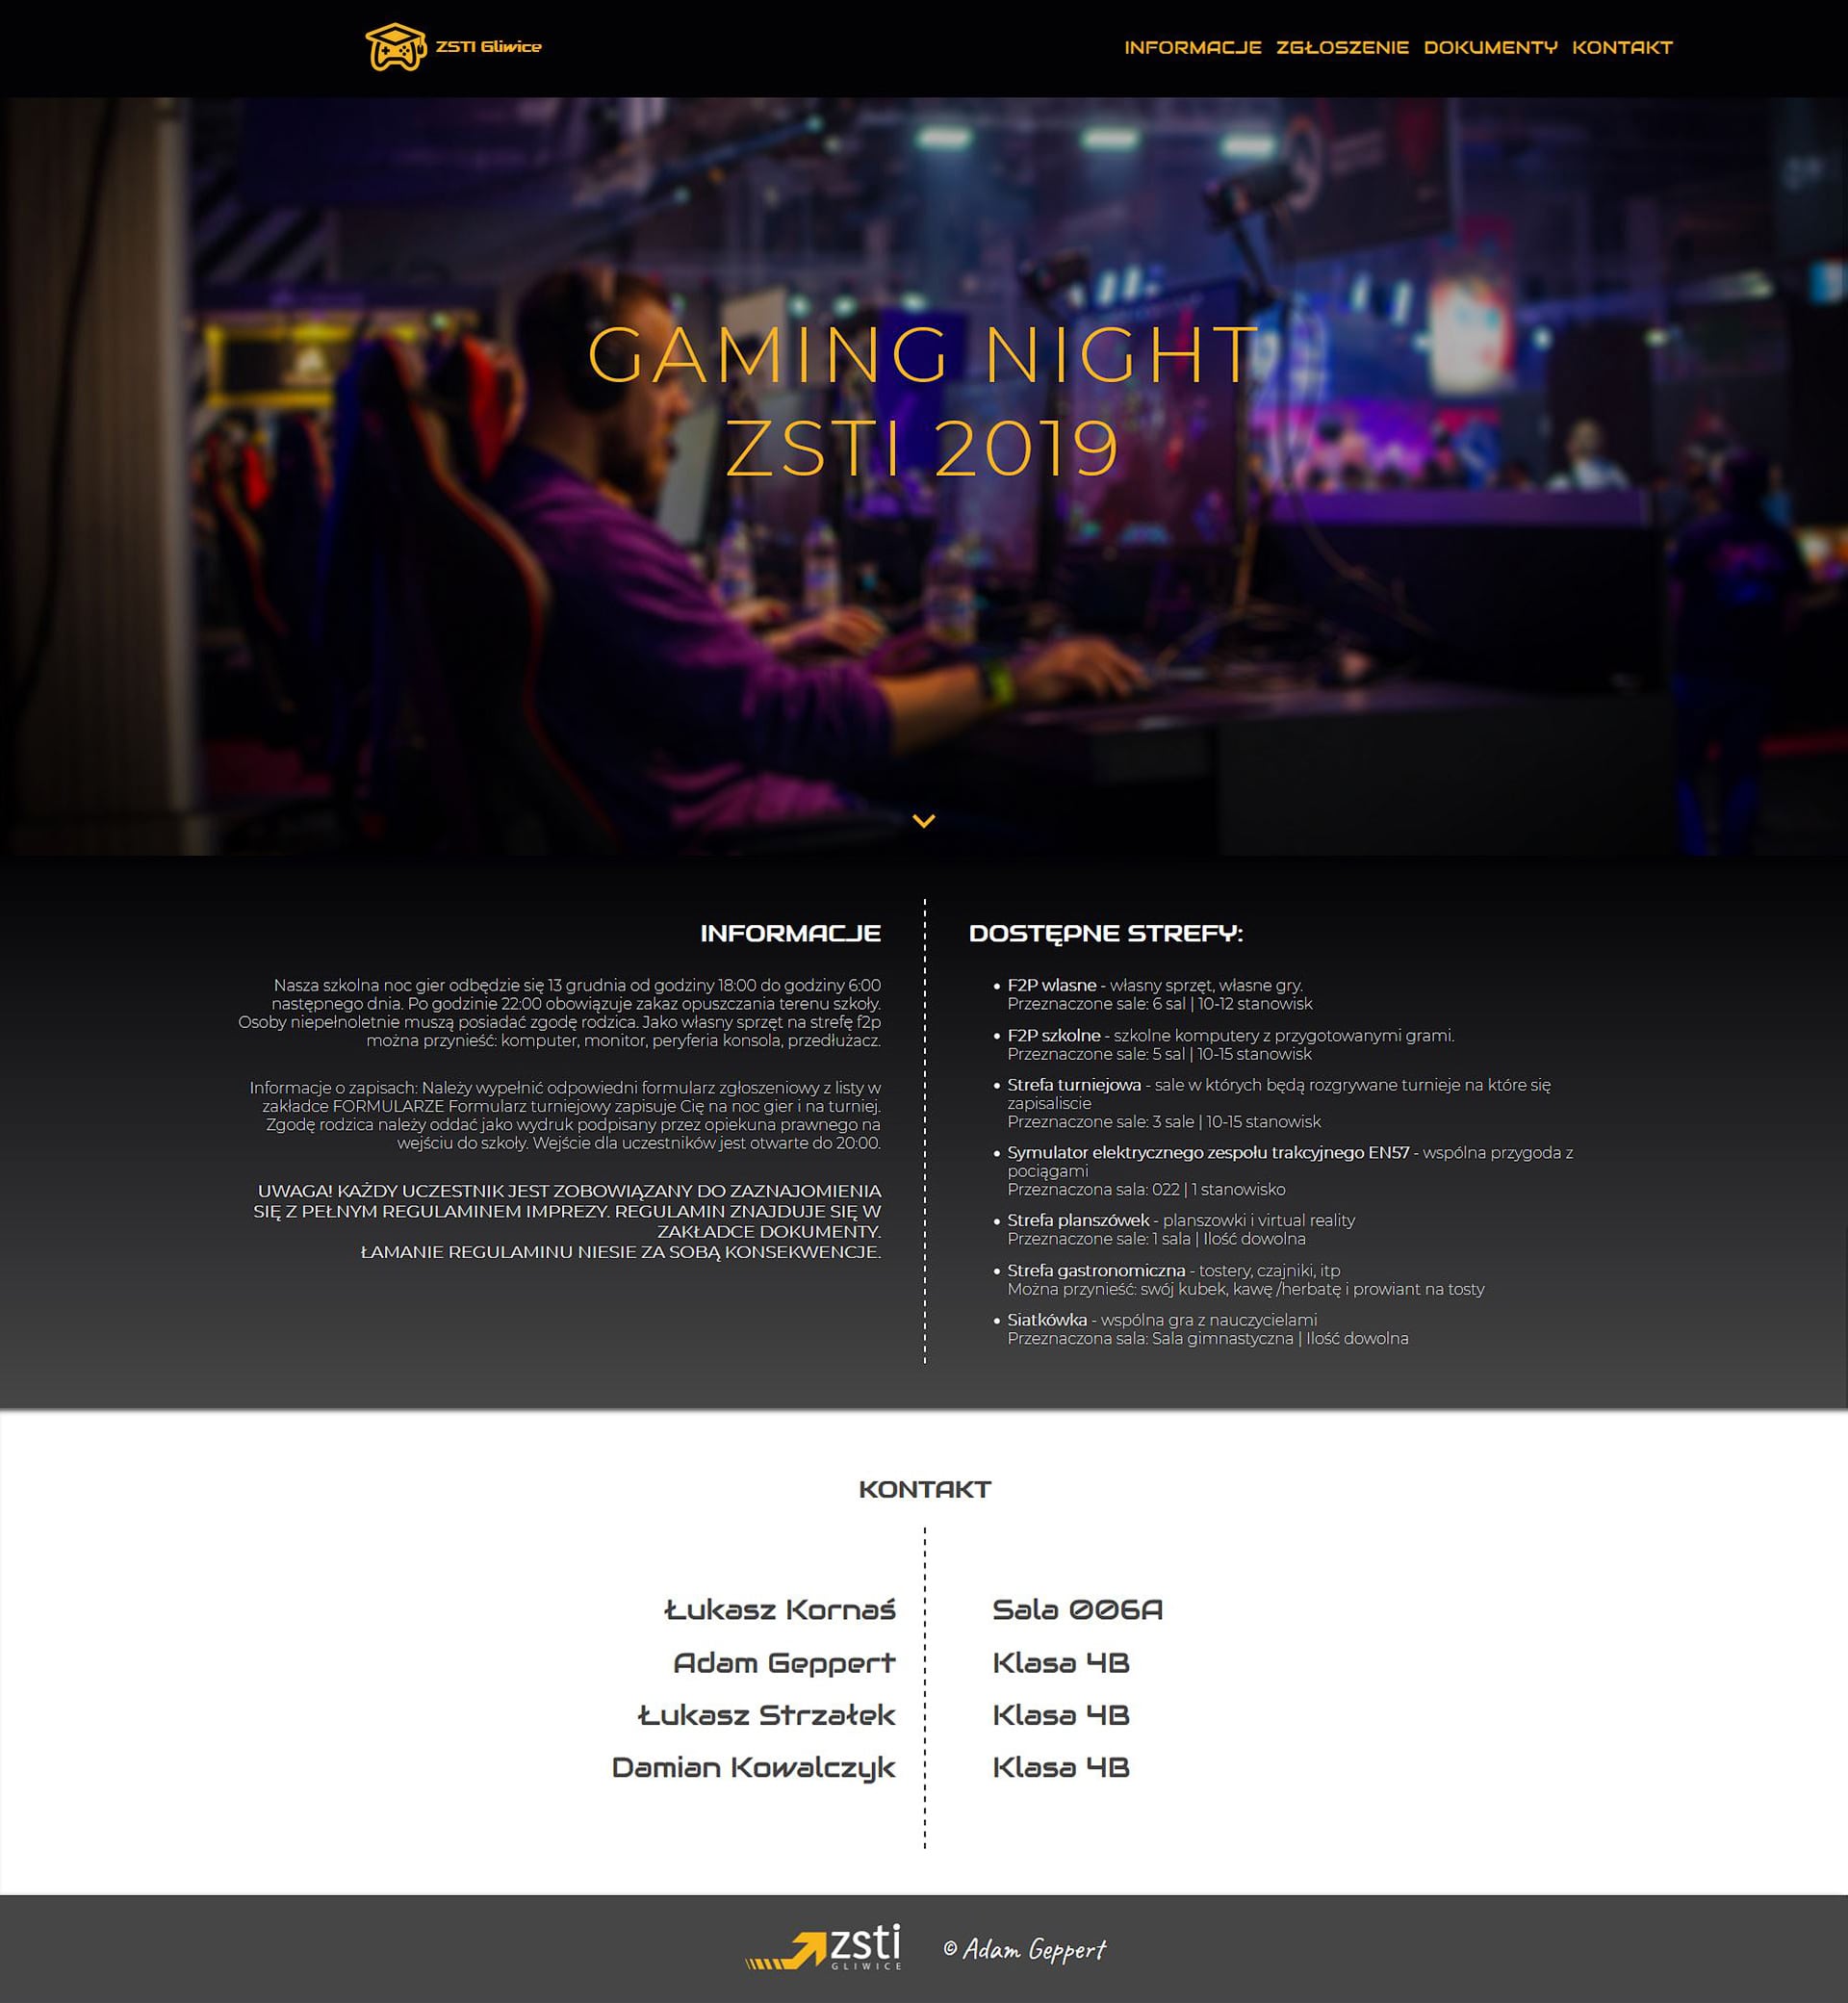 ZSTI Gliwice
INFORMACJE ZGŁOSZENIE DOKUMENTY KONTAKT
GAMING NIGHT
ZSTI 2019
INFORMACJE
Nasza szkolna noc gier odbędzie się 13 grudnia od godziny 18:00 do godziny 6:00
następnego dnia. Po godzinie 22:00 obowiązuje zakaz opuszczania terenu szkoły.
Osoby niepełnoletnie muszą posiadać zgodę rodzica. Jako własny sprzęt na strefę f2p
można przynieść: komputer, monitor, peryferia konsola, przedłużacz.
Informacje o zapisach: Należy wypełnić odpowiedni formularz zgłoszeniowy z listy w
zakładce FORMULARZE Formularz turniejowy zapisuje Cię na noc gier i na turniej.
Zgodę rodzica należy oddać jako wydruk podpisany przez opiekuna prawnego na
wejściu do szkoły. Wejście dla uczestników jest otwarte do 20:00.
UWAGA! KAŻDY UCZESTNIK JEST ZOBOWIĄZANY DO ZAZNAJOMIENIA
SIĘ Z PEŁNYM REGULAMINEM IMPREZY. REGULAMIN ZNAJDUJE SIĘ W
ZAKŁADCE DOKUMENTY.
ŁAMANIE REGULAMINU NIESIE ZA SOBĄ KONSEKWENCJE.
DOSTĘPNE STREFY:
• F2P wlasne - własny sprzęt, własne gry.
Przeznaczone sale: 6 sal | 10-12 stanowisk
• F2P szkolne - szkolne komputery z przygotowanymi grami.
Przeznaczone sale: 5 sal | 10-15 stanowisk
• Strefa turniejowa - sale w których będą rozgrywane turnieje na które się
zapisaliscie
Przeznaczone sale: 3 sale | 10-15 stanowisk
• Symulator elektrycznego zespołu trakcyjnego EN57 - wspólna przygoda z
pociągami
Przeznaczona sala: 022 | 1 stanowisko
• Strefa planszówek - planszowki i virtual reality
Przeznaczone sale: 1 sala | Ilość dowolna
• Strefa gastronomiczna - tostery, czajniki, itp
Można przynieść: swój kubek, kawę /herbatę i prowiant na tosty
• Siatkówka - wspólna gra z nauczycielami
Przeznaczona sala: Sala gimnastyczna | Ilość dowolna
KONTAKT
Łukasz Kornaś Sala 006A
Adam Geppert Klasa 4B
Łukasz Strzałek Klasa 4B
Damian Kowalczyk Klasa 4B
zsti
GLIWICE
© Adam Geppert